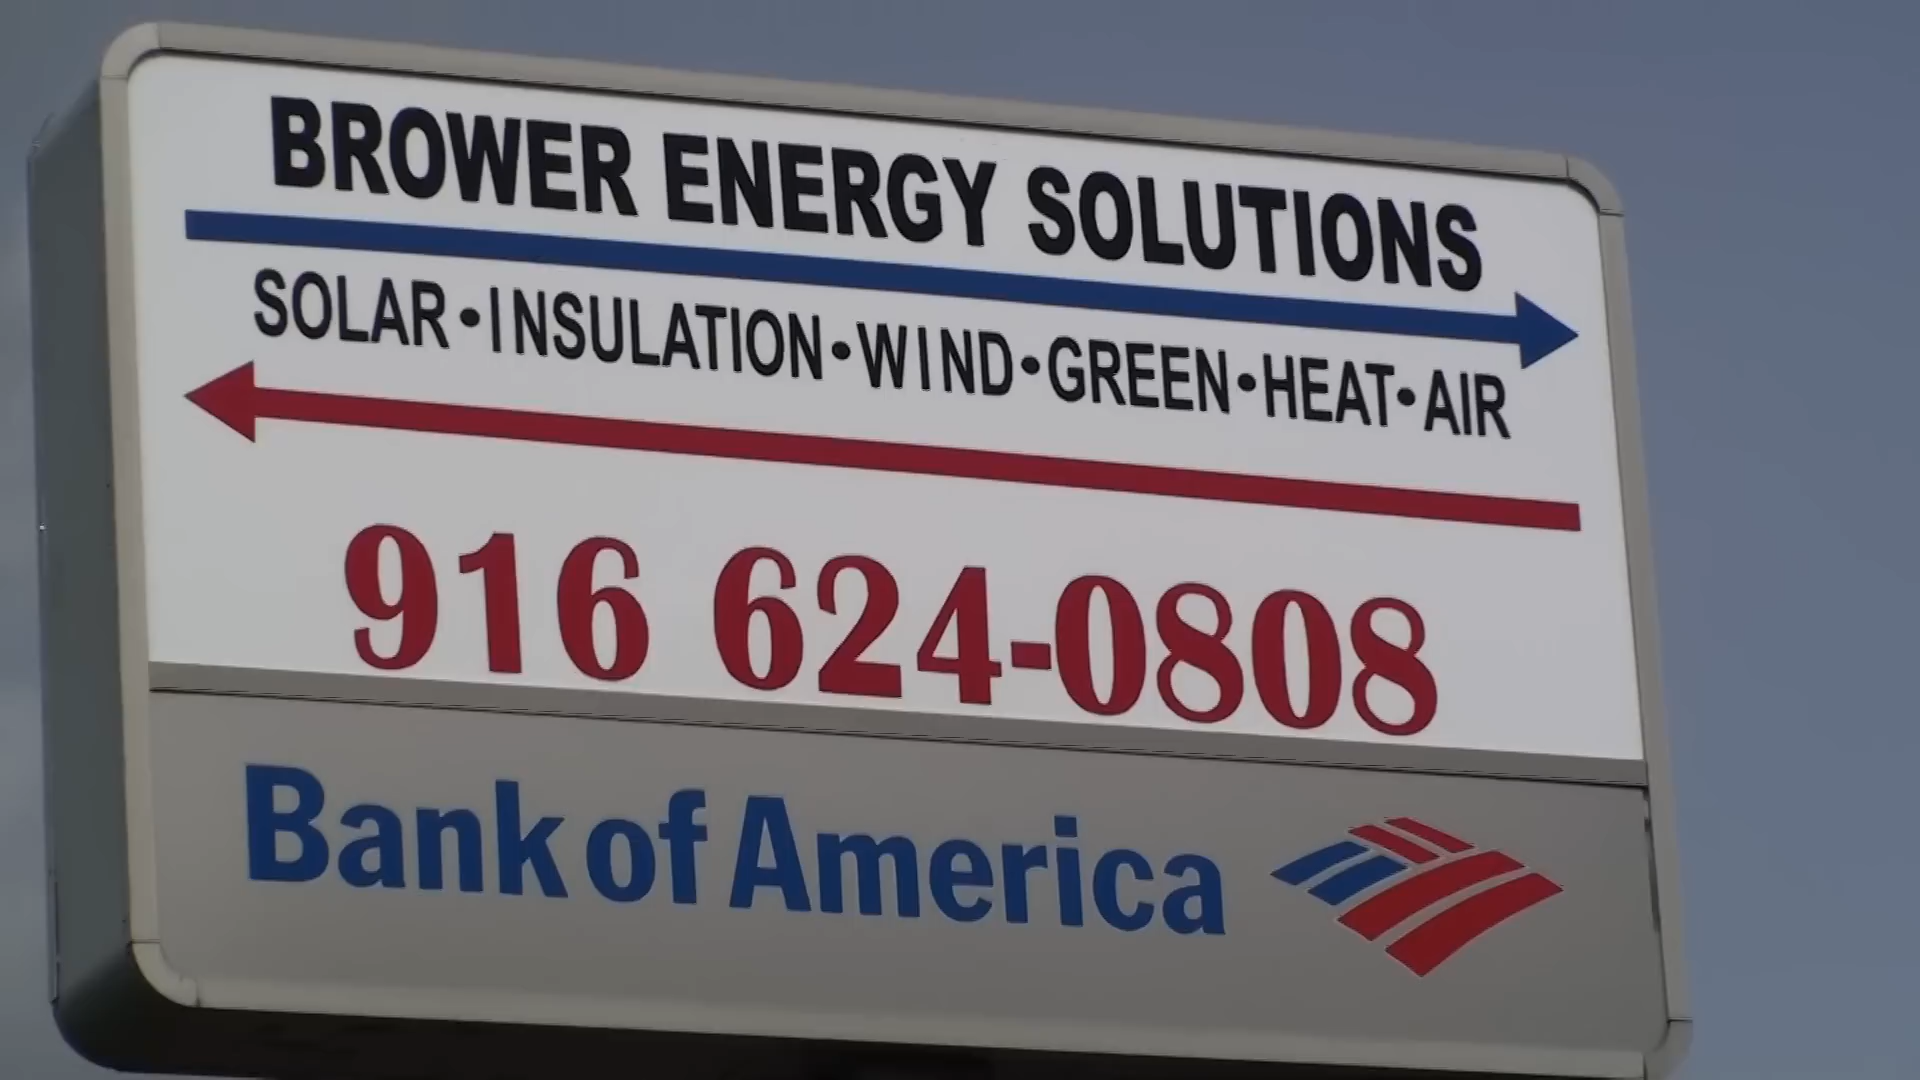 BROWER ENERGY SOLUTIONS
SOLAR•INSULATION•WIND•GREEN•HEAT•AIR
916 624-0808
Bank of America